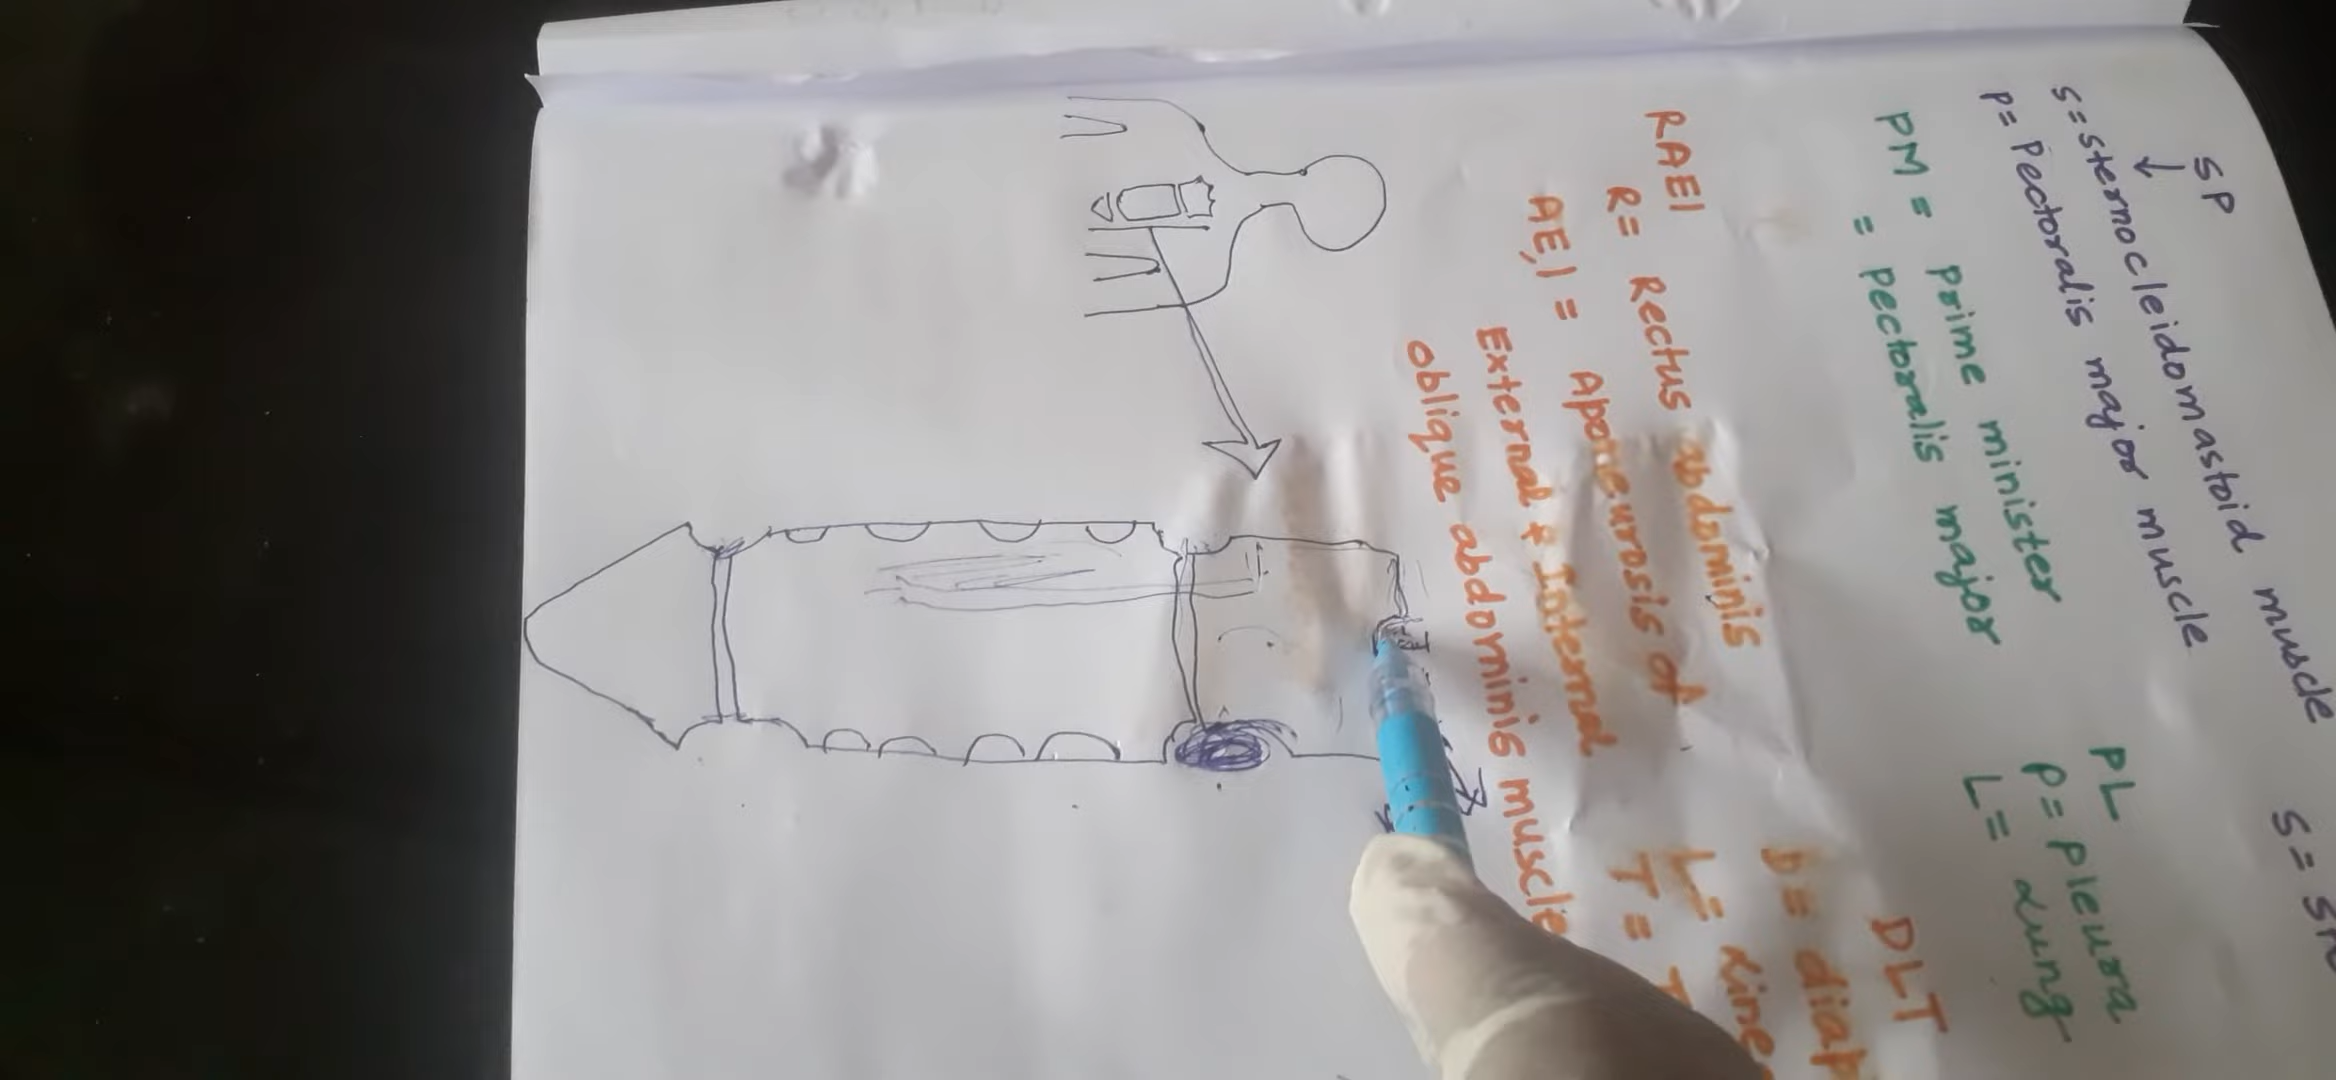 SP
↓
S = sternocleidomastoid muscle
P = Pectoralis major muscle
PM = Prime minister
= Pectoralis major
RAEI
R = Rectus abdominis
AE,I = Aponeurosis of
External + Internal
oblique abdominis muscle
S =
PL
P = Pleura
L = Lung
DLT
D =
L =
T =